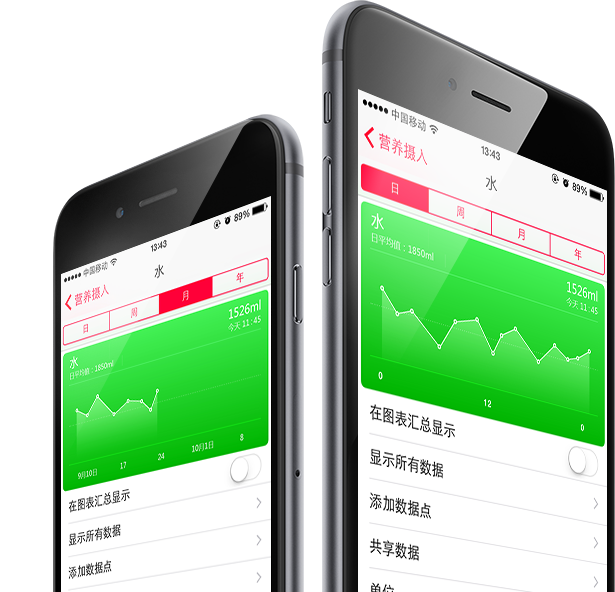 中国移动
13:43
89%
营养摄入
水
日
周
月
年
水
日平均值：1850ml
1526ml
今天 11:45
9月10日
17
24
10月1日
8
在图表汇总显示
显示所有数据
添加数据点
中国移动
13:43
89%
营养摄入
水
日
周
月
年
水
日平均值：1850ml
1526ml
今天 11:45
0
12
0
在图表汇总显示
显示所有数据
添加数据点
共享数据
单位